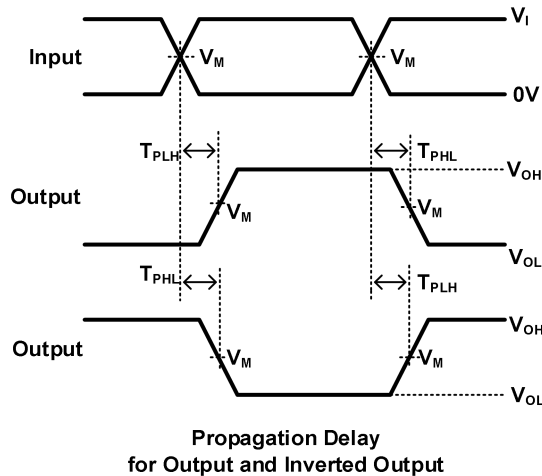 V_I
Input
V_M
V_M
0V
T_PLH
T_PHL
V_OH
Output
V_M
V_M
V_OL
T_PHL
T_PLH
V_OH
Output
V_M
V_M
V_OL
Propagation Delay
for Output and Inverted Output